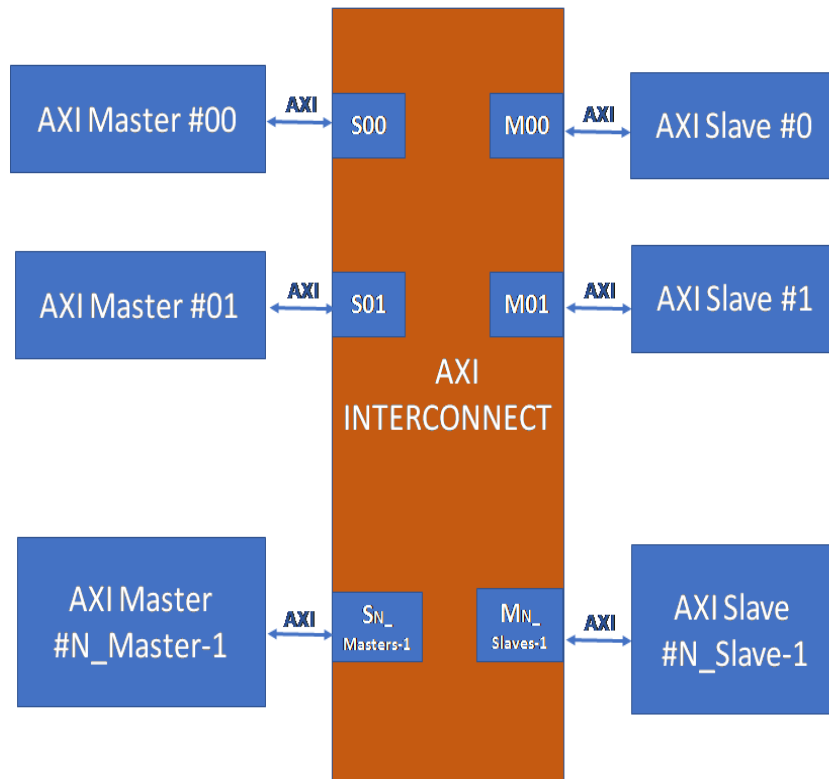 AXI Master #00
AXI
S00
M00
AXI
AXI Slave #0
AXI Master #01
AXI
S01
M01
AXI
AXI Slave #1
AXI
INTERCONNECT
AXI Master
#N_Master-1
AXI
SN_
Masters-1
MN_
Slaves-1
AXI
AXI Slave
#N_Slave-1